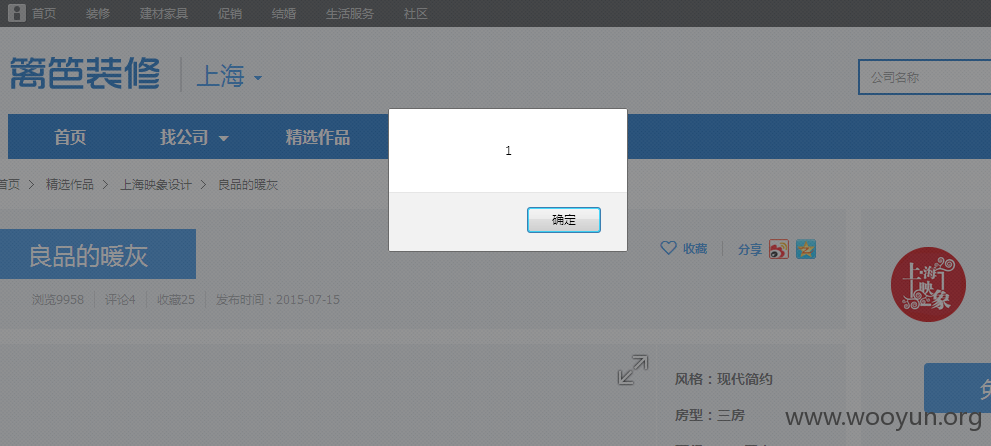 首页 装修 建材家具 促销 结婚 生活服务 社区
篱笆装修 上海
公司名称
首页 找公司 精选作品
1
确定
首页 > 精选作品 > 上海映象设计 > 良品的暖灰
良品的暖灰
收藏 分享
浏览9958 评论4 收藏25 发布时间：2015-07-15
上海映象
风格：现代简约
免
房型：三房
www.wooyun.org